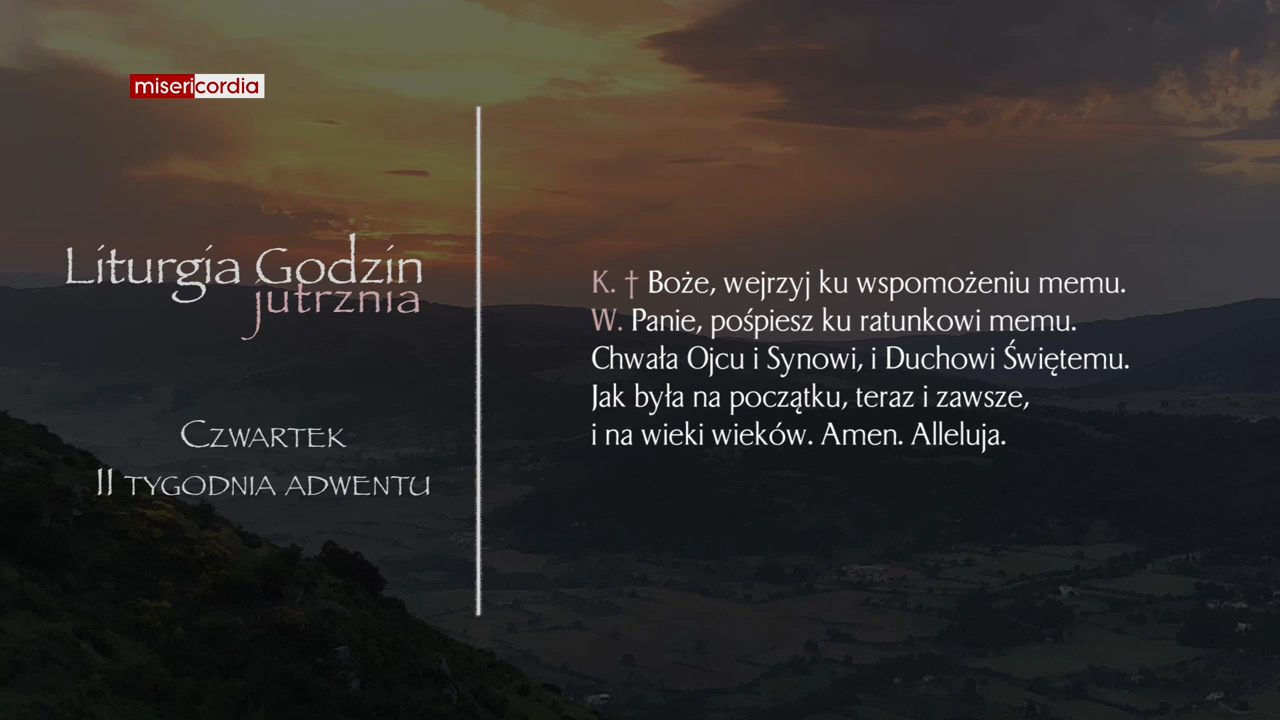 misericordia
Liturgia Godzin
jutrznia
Czwartek
II tygodnia adwentu
K. † Boże, wejrzyj ku wspomożeniu memu.
W. Panie, pośpiesz ku ratunkowi memu.
Chwała Ojcu i Synowi, i Duchowi Świętemu.
Jak była na początku, teraz i zawsze,
i na wieki wieków. Amen. Alleluja.